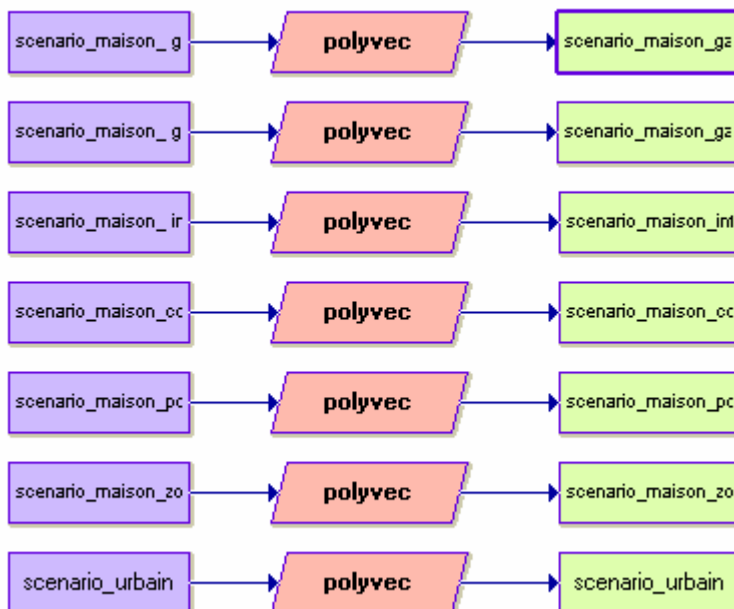 scenario_maison_ g polyvec scenario_maison_ga
scenario_maison_ g polyvec scenario_maison_ga
scenario_maison_ ir polyvec scenario_maison_int
scenario_maison_cc polyvec scenario_maison_cc
scenario_maison_pc polyvec scenario_maison_pc
scenario_maison_zo polyvec scenario_maison_zo
scenario_urbain polyvec scenario_urbain